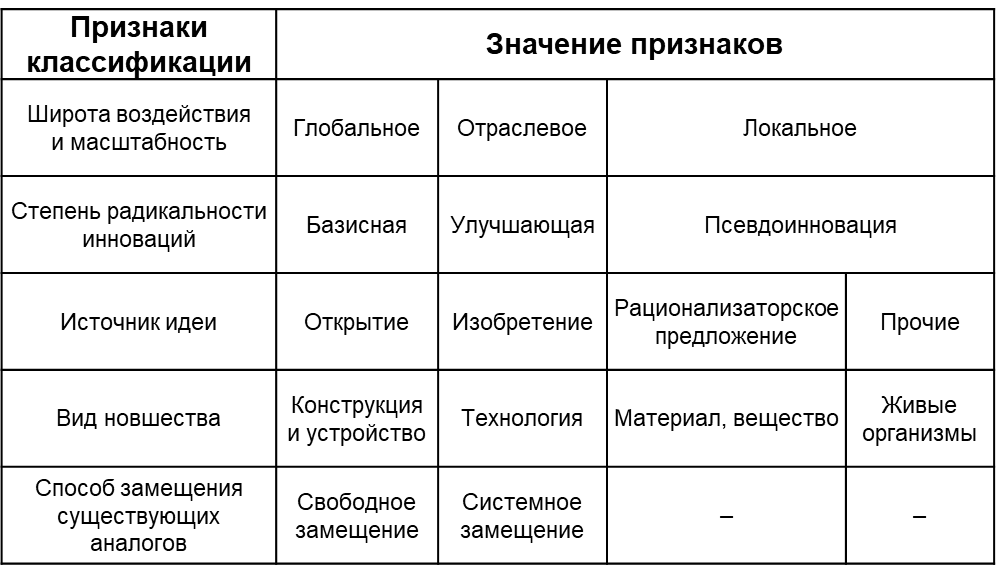 Признаки
классификации
Значение признаков
Широта воздействия
и масштабность
Глобальное
Отраслевое
Локальное
Степень радикальности
инноваций
Базисная
Улучшающая
Псевдоинновация
Источник идеи
Открытие
Изобретение
Рационализаторское
предложение
Прочие
Вид новшества
Конструкция
и устройство
Технология
Материал, вещество
Живые
организмы
Способ замещения
существующих
аналогов
Свободное
замещение
Системное
замещение
–
–